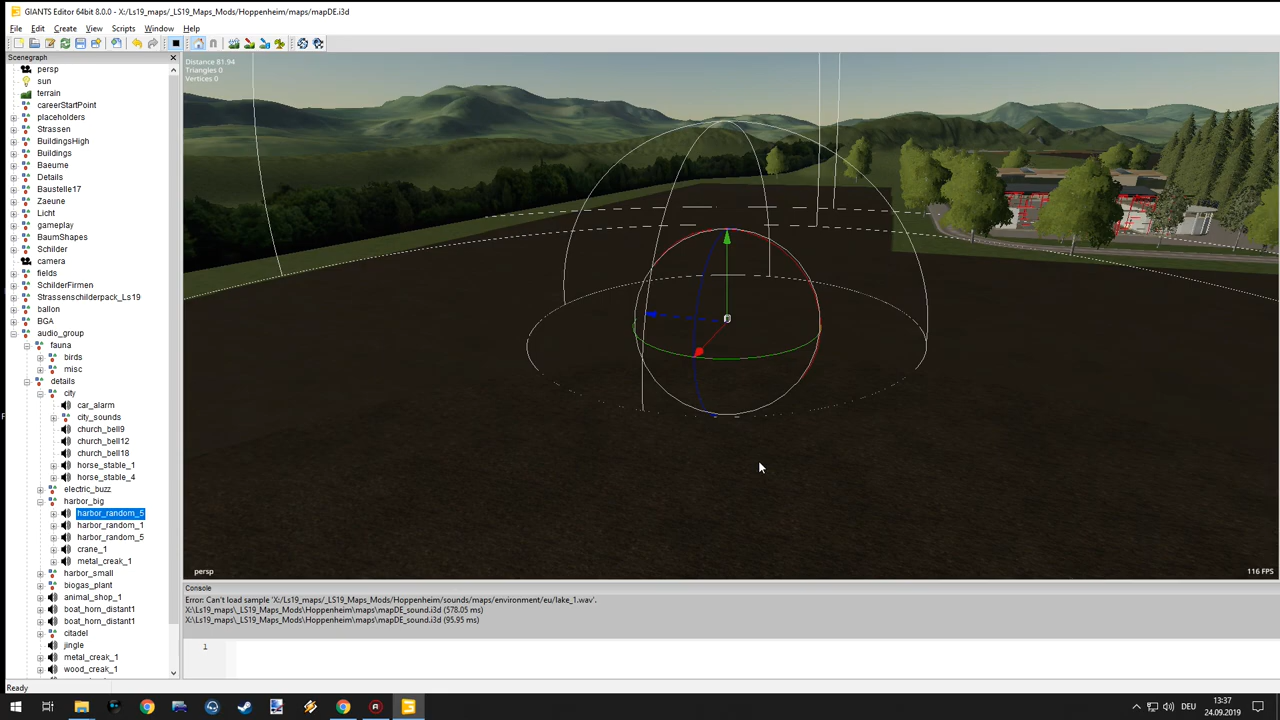 GIANTS Editor 64bit 8.0.0 - X:/Ls19_maps/_LS19_Maps_Mods/Hoppenheim/maps/mapDE.i3d
File Edit View Create Scripts Window Help
Scenegraph
persp
sun
terrain
careerStartPoint
placeholders
Strassen
BuildingsHigh
Buildings
Baeume
Details
Baustelle17
Zaeune
Licht
gameplay
BaumShapes
Schilder
camera
fields
SchilderFirmen
Strassenschilderpack_Ls19
ballon
BGA
audio_group
fauna
birds
misc
details
city
car_alarm
city_sounds
church_bell9
church_bell12
church_bell18
horse_stable_1
horse_stable_4
electric_buzz
harbor_big
harbor_random_5
harbor_random_1
harbor_random_5
crane_1
metal_creak_1
harbor_small
biogas_plant
animal_shop_1
boat_horn_distant1
boat_horn_distant1
citadel
jingle
metal_creak_1
wood_creak_1
Distance 81.94
Triangles 0
Vertices 0
persp
116 FPS
Console
Error: Can't load sample 'X:/Ls19_maps/_LS19_Maps_Mods/Hoppenheim/sounds/maps/environment/eu/lake_1.wav'.
X:\Ls19_maps\_LS19_Maps_Mods\Hoppenheim\maps\mapDE_sound.i3d (578.05 ms)
X:\Ls19_maps\_LS19_Maps_Mods\Hoppenheim\maps\mapDE_sound.i3d (95.95 ms)
1
Ready
DEU
13:37
24.09.2019